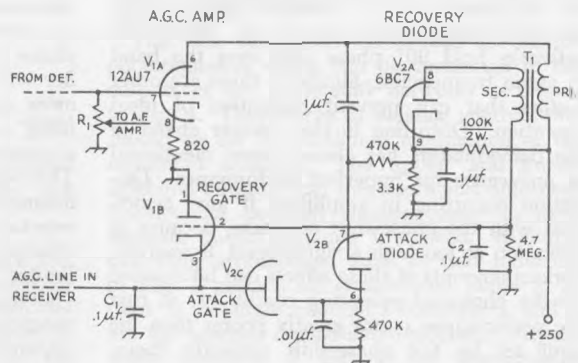 A.G.C. AMP.
RECOVERY
DIODE
V1A
12AU7
6
FROM DET.
R1
TO A.F.
AMP.
8
820
1µf.
V2A
6BC7
8
9
T1
SEC.
PRI.
100K
2W.
470K
3.3K
.1µf.
RECOVERY
GATE
V1B
2
3
A.G.C. LINE IN
RECEIVER
C1
.1µf.
V2C
ATTACK
GATE
V2B
7
ATTACK
DIODE
6
.01µf.
470K
C2
.1µf.
4.7
MEG.
+250